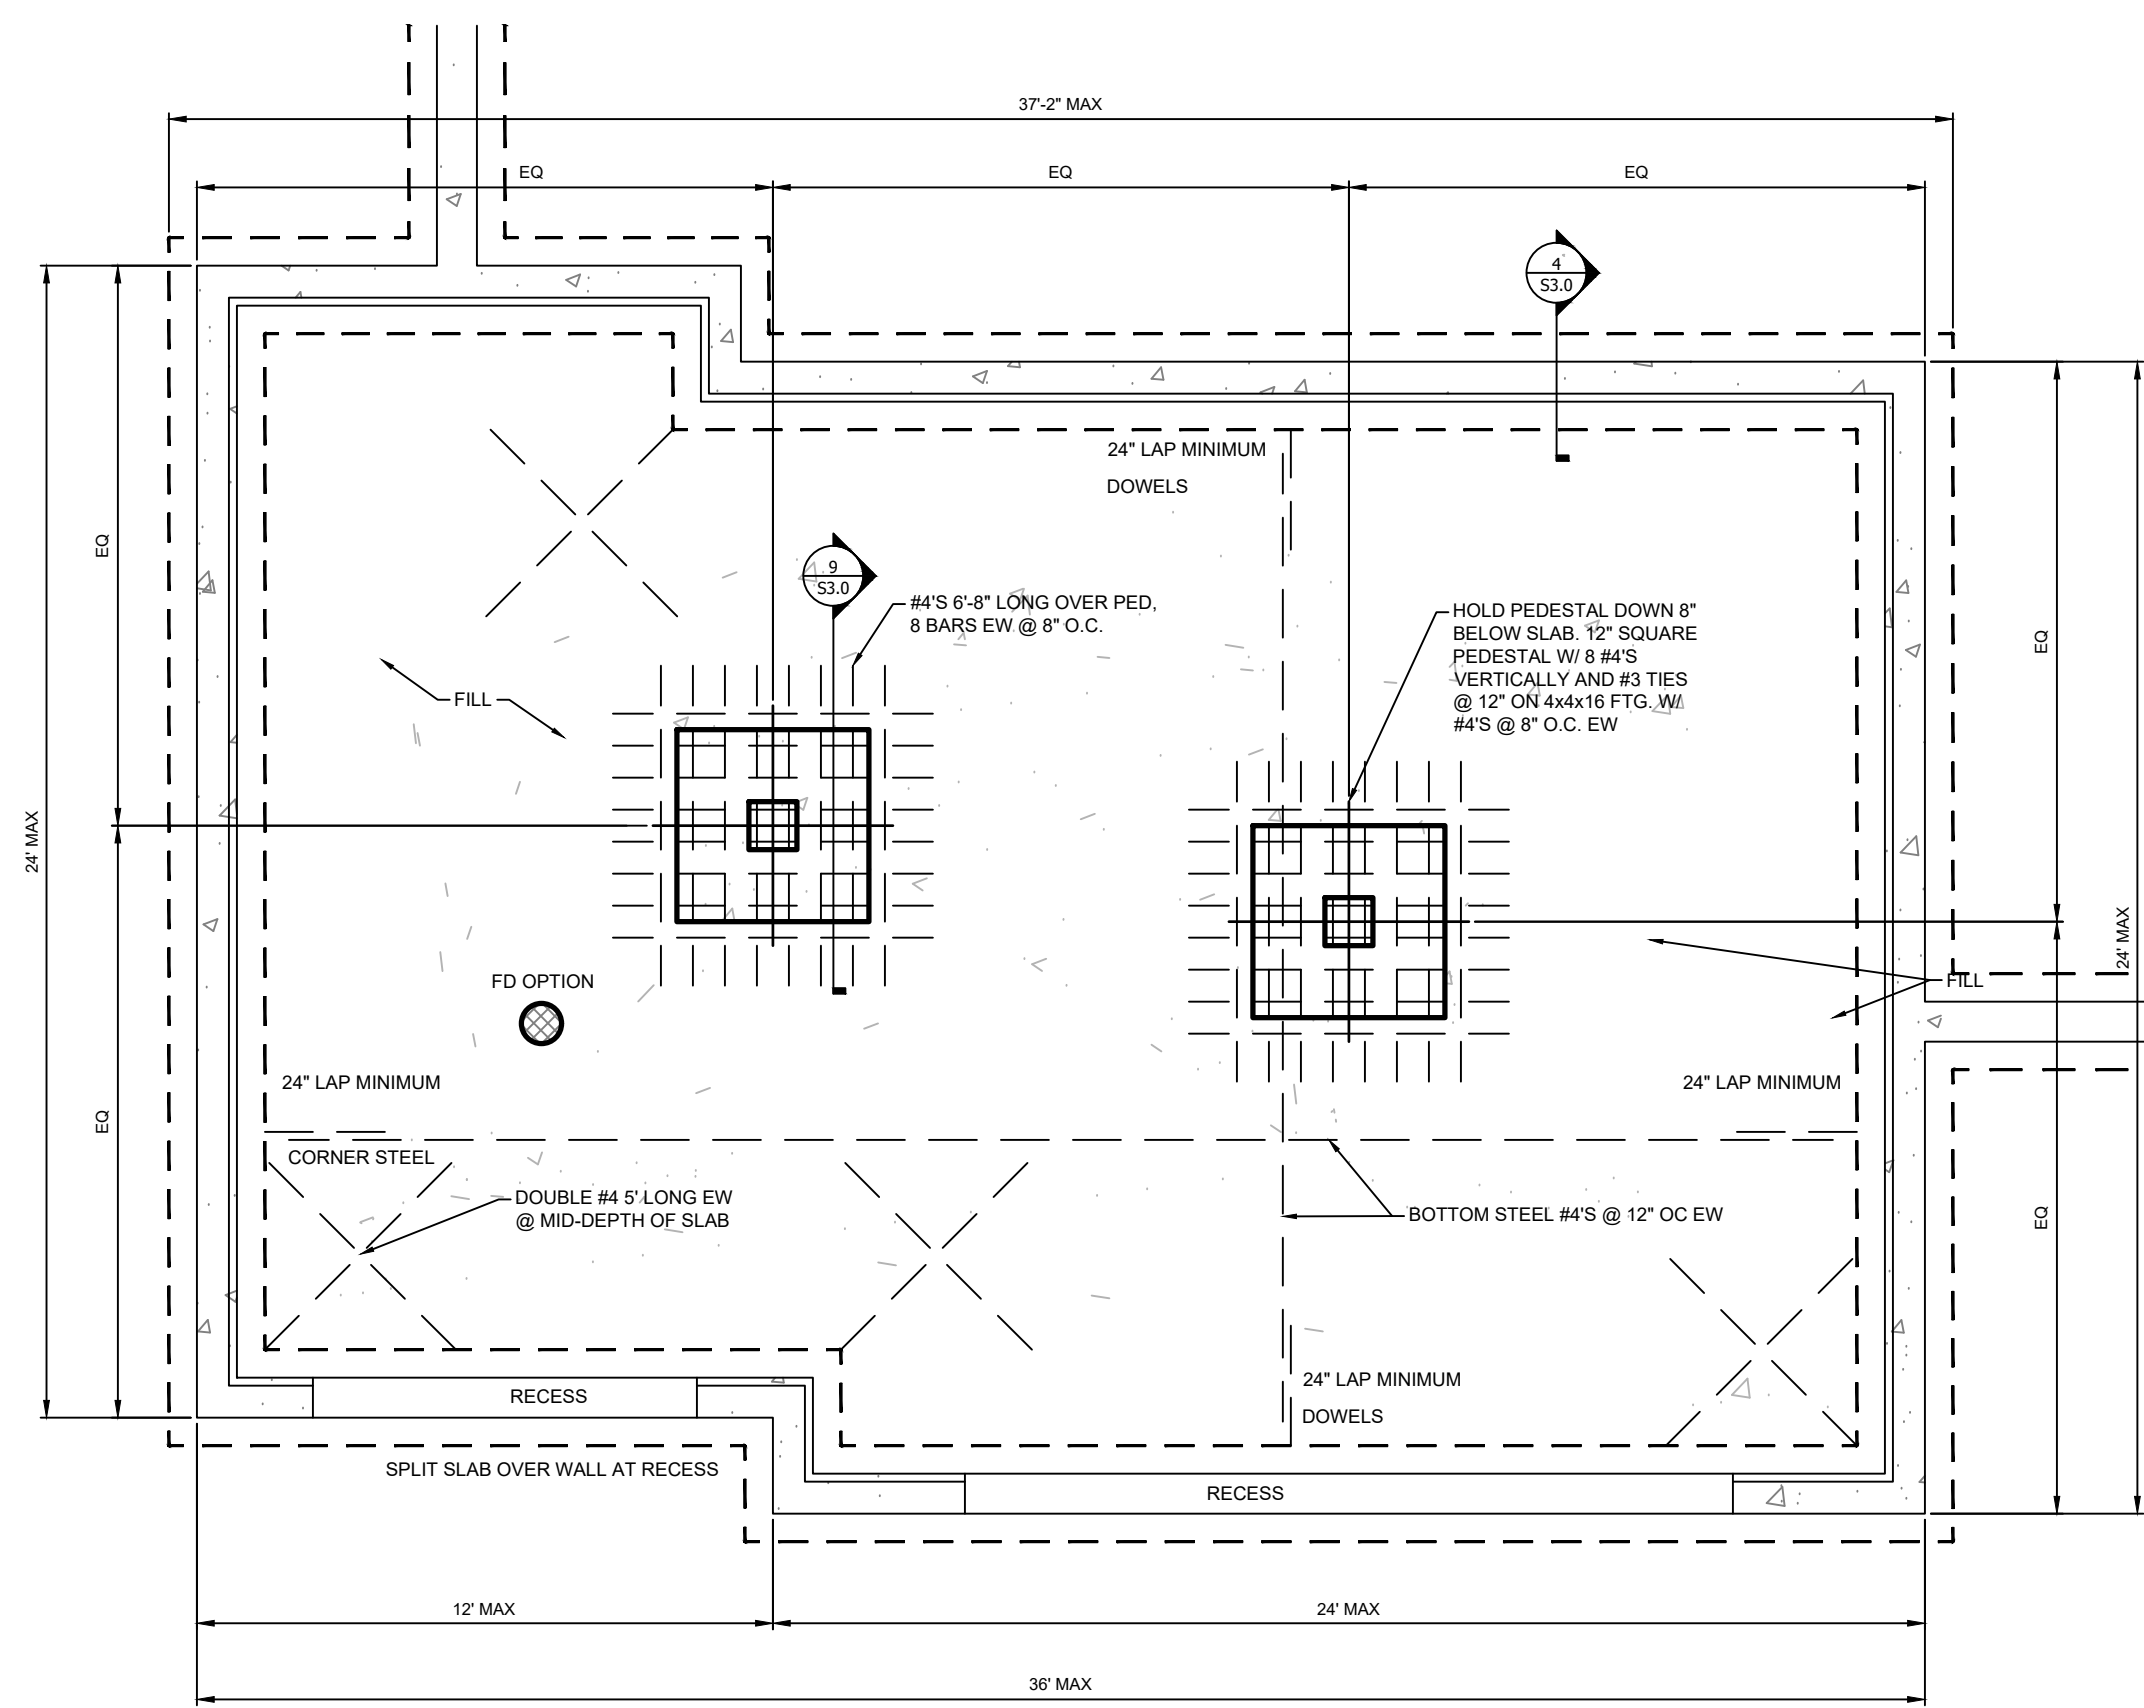 37'-2" MAX
EQ
EQ
EQ
4
S3.0
24" LAP MINIMUM
DOWELS
EQ
9
S3.0
#4'S 6'-8" LONG OVER PED,
8 BARS EW @ 8" O.C.
HOLD PEDESTAL DOWN 8"
BELOW SLAB. 12" SQUARE
PEDESTAL W/ 8 #4'S
VERTICALLY AND #3 TIES
@ 12" ON 4x4x16 FTG. W/
#4'S @ 8" O.C. EW
EQ
FILL
24' MAX
24' MAX
FD OPTION
FILL
24" LAP MINIMUM
24" LAP MINIMUM
EQ
CORNER STEEL
DOUBLE #4 5' LONG EW
@ MID-DEPTH OF SLAB
BOTTOM STEEL #4'S @ 12" OC EW
EQ
24" LAP MINIMUM
DOWELS
RECESS
SPLIT SLAB OVER WALL AT RECESS
RECESS
12' MAX
24' MAX
36' MAX